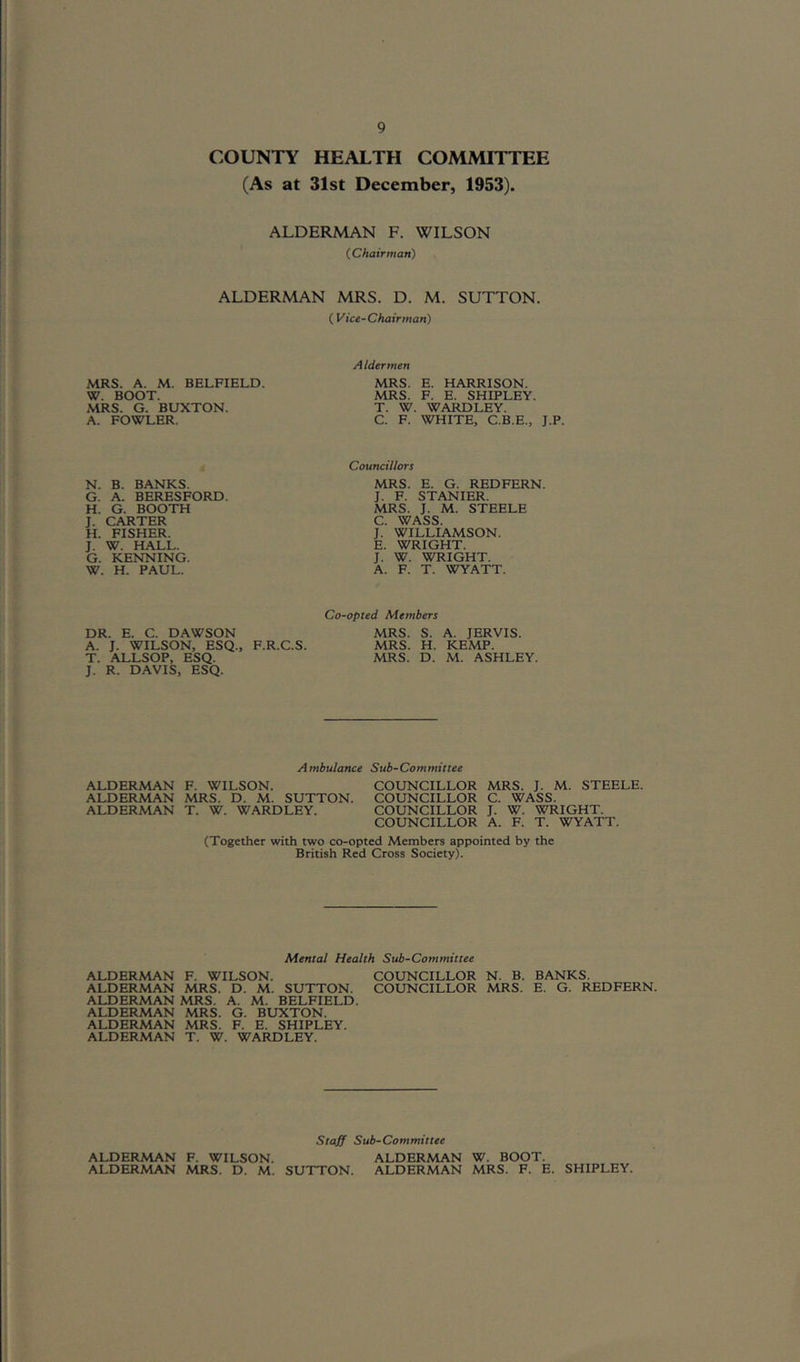 9
COUNTY HEALTH COMMITTEE
(As at 31st December, 1953).
ALDERMAN F. WILSON
(Chairman)
ALDERMAN MRS. D. M. SUTTON.
(Vice-Chairman)
Aldermen
MRS. A. M. BELFIELD.
W. BOOT.
MRS. G. BUXTON.
A. FOWLER.
MRS. E. HARRISON.
MRS. F. E. SHIPLEY.
T. W. WARDLEY.
C. F. WHITE, C.B.E., J.P.
Councillors
N. B. BANKS.
G. A. BERESFORD.
H. G. BOOTH
J. CARTER
H. FISHER.
J. W. HALL.
G. KENNING.
W. H. PAUL.
MRS. E. G. REDFERN.
J. F. STANIER.
MRS. J. M. STEELE
C. WASS.
J. WILLIAMSON.
E. WRIGHT.
J. W. WRIGHT.
A. F. T. WYATT.
Co-opted Members
DR. E. C. DAWSON
A. J. WILSON, ESQ., F.R.C.S.
T. ALLSOP, ESQ.
J. R. DAVIS, ESQ.
MRS. S. A. JERVIS.
MRS. H. KEMP.
MRS. D. M. ASHLEY.
Ambulance Sub-Committee
ALDERMAN F. WILSON.
ALDERMAN MRS. D. M. SUTTON.
ALDERMAN T. W. WARDLEY.
COUNCILLOR MRS. J. M. STEELE.
COUNCILLOR C. WASS.
COUNCILLOR J. W. WRIGHT.
COUNCILLOR A. F. T. WYATT.
(Together with two co-opted Members appointed by the
British Red Cross Society).
Mental Health Sub-Committee
ALDERMAN F. WILSON.
ALDERMAN MRS. D. M. SUTTON.
ALDERMAN MRS. A. M. BELFIELD.
ALDERMAN MRS. G. BUXTON.
ALDERMAN MRS. F. E. SHIPLEY.
ALDERMAN T. W. WARDLEY.
COUNCILLOR N. B. BANKS.
COUNCILLOR MRS. E. G. REDFERN.
Staff Sub-Committee
ALDERMAN F. WILSON.
ALDERMAN MRS. D. M. SUTTON.
ALDERMAN W. BOOT.
ALDERMAN MRS. F. E. SHIPLEY.